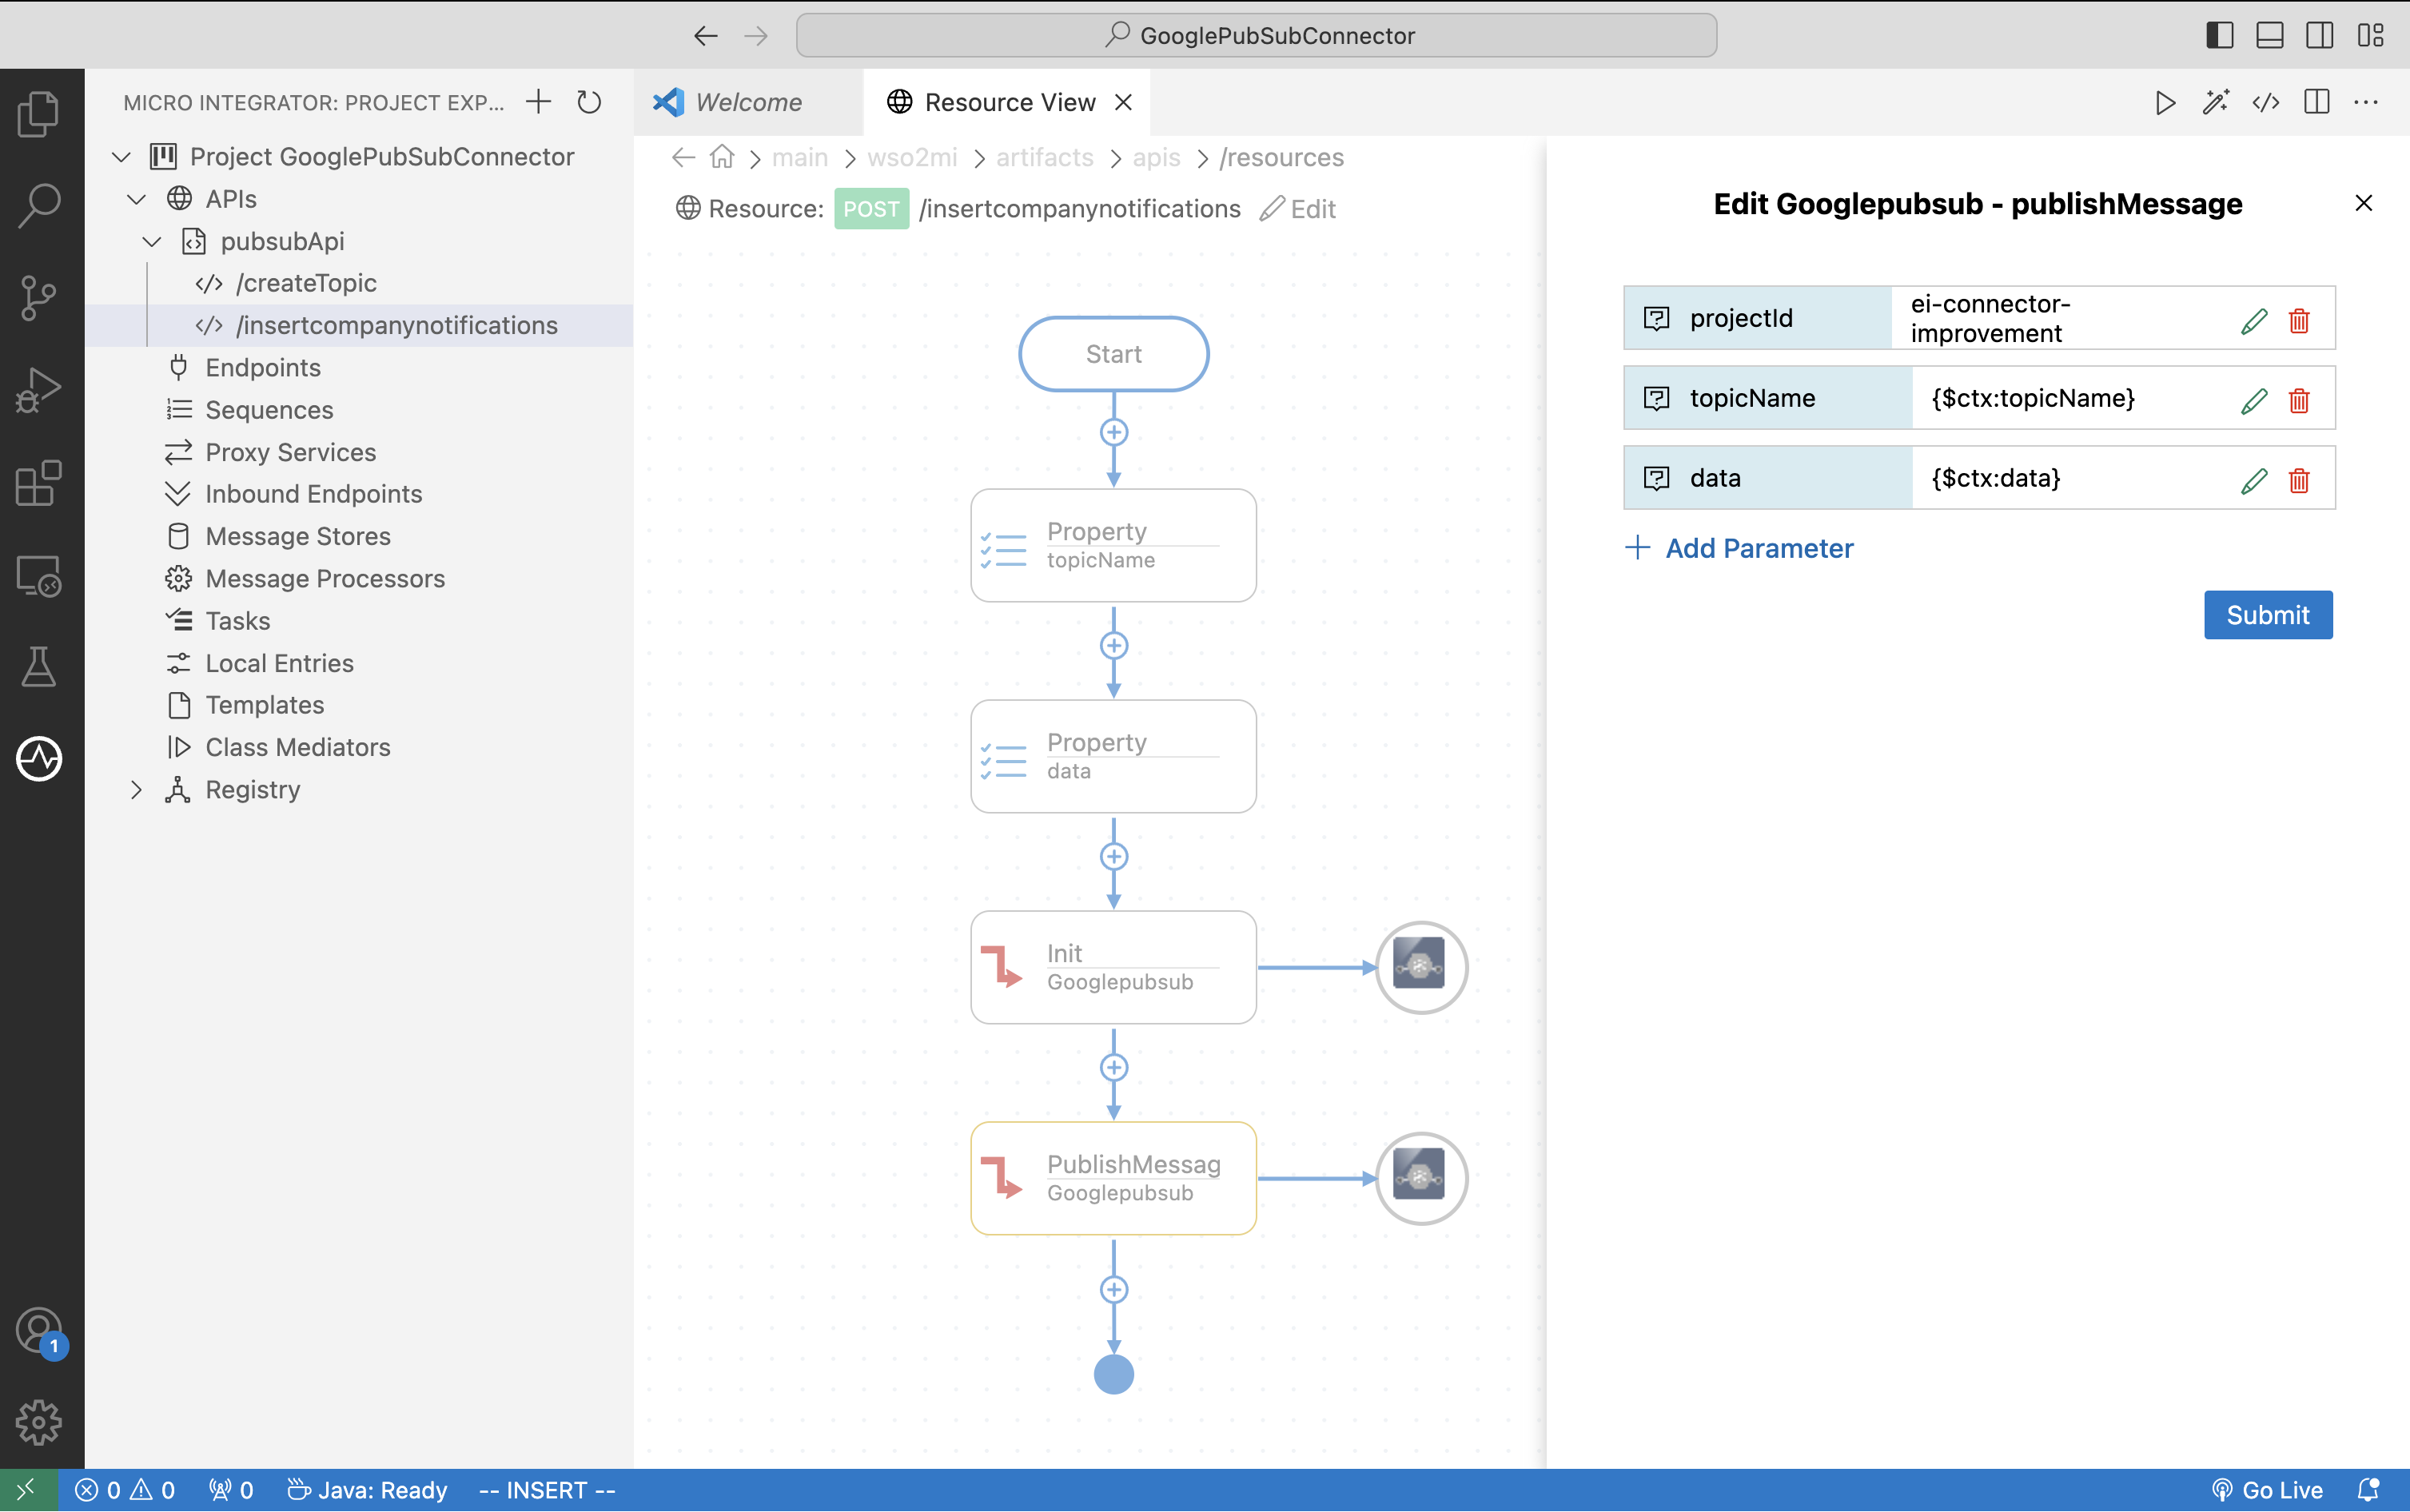 GooglePubSubConnector
MICRO INTEGRATOR: PROJECT EXP...
Project GooglePubSubConnector
APIs
pubsubApi
/createTopic
/insertcompanynotifications
Endpoints
Sequences
Proxy Services
Inbound Endpoints
Message Stores
Message Processors
Tasks
Local Entries
Templates
Class Mediators
Registry
Welcome
Resource View
main > wso2mi > artifacts > apis > /resources
Resource: POST /insertcompanynotifications Edit
Start
Property
topicName
Property
data
Init
Googlepubsub
PublishMessag
Googlepubsub
Edit Googlepubsub - publishMessage
projectId
ei-connector-
improvement
topicName {$ctx:topicName}
data {$ctx:data}
Add Parameter
Submit
1
0 0 0 Java: Ready -- INSERT -- Go Live